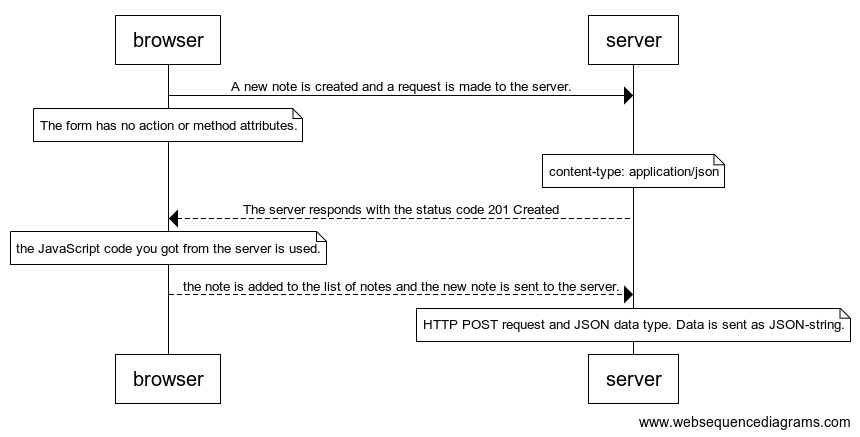 browser
server
A new note is created and a request is made to the server.
The form has no action or method attributes.
content-type: application/json
The server responds with the status code 201 Created
the JavaScript code you got from the server is used.
the note is added to the list of notes and the new note is sent to the server.
HTTP POST request and JSON data type. Data is sent as JSON-string.
browser
server
www.websequencediagrams.com